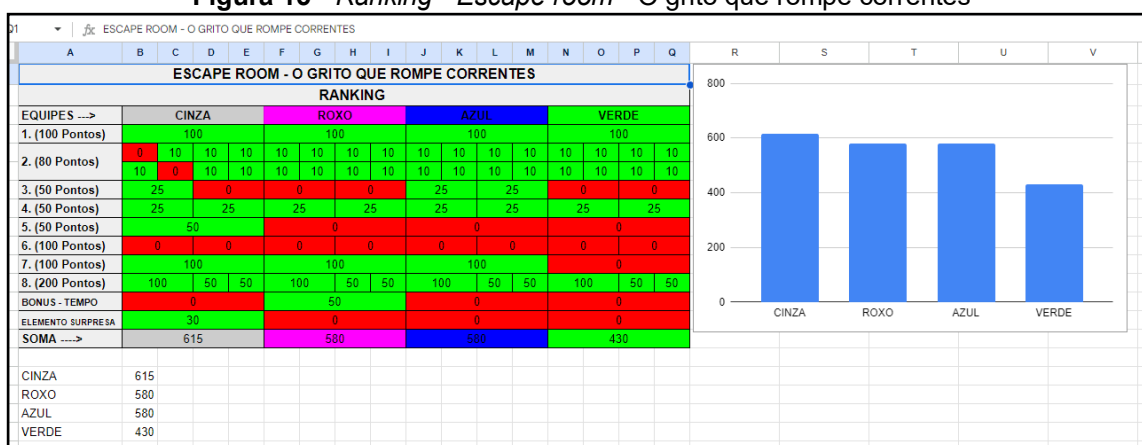 Figura 18 - Ranking - Escape room - O grito que rompe correntes
Q1 fx ESCAPE ROOM - O GRITO QUE ROMPE CORRENTES
A B C D E F G H I J K L M N O P Q R S T U V
ESCAPE ROOM - O GRITO QUE ROMPE CORRENTES
RANKING
EQUIPES ---> CINZA ROXO AZUL VERDE
1. (100 Pontos) 100 100 100 100
2. (80 Pontos)
0 10 10 10 10 10 10 10 10 10 10 10 10 10 10 10
10 0 10 10 10 10 10 10 10 10 10 10 10 10 10 10
3. (50 Pontos) 25 0 0 0 25 25 0 0
4. (50 Pontos) 25 25 25 25 25 25 25 25
5. (50 Pontos) 50 0 0 0
6. (100 Pontos) 0 0 0 0 0 0 0 0
7. (100 Pontos) 100 100 100 0
8. (200 Pontos) 100 50 50 100 50 50 100 50 50 100 50 50
BONUS - TEMPO 0 50 0 0
ELEMENTO SURPRESA 30 0 0 0
SOMA ----> 615 580 580 430
CINZA 615
ROXO 580
AZUL 580
VERDE 430
800
600
400
200
0
CINZA ROXO AZUL VERDE